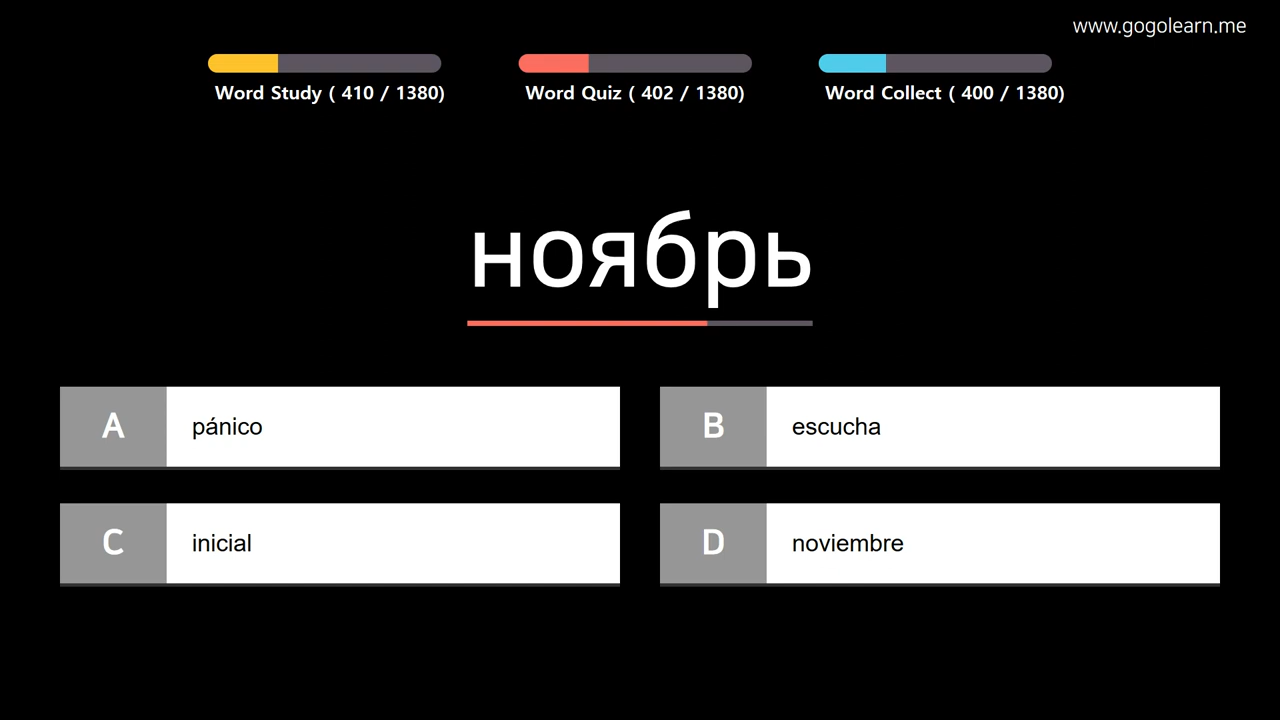 www.gogolearn.me
Word Study ( 410 / 1380)
Word Quiz ( 402 / 1380)
Word Collect ( 400 / 1380)
ноябрь
A pánico
B escucha
C inicial
D noviembre